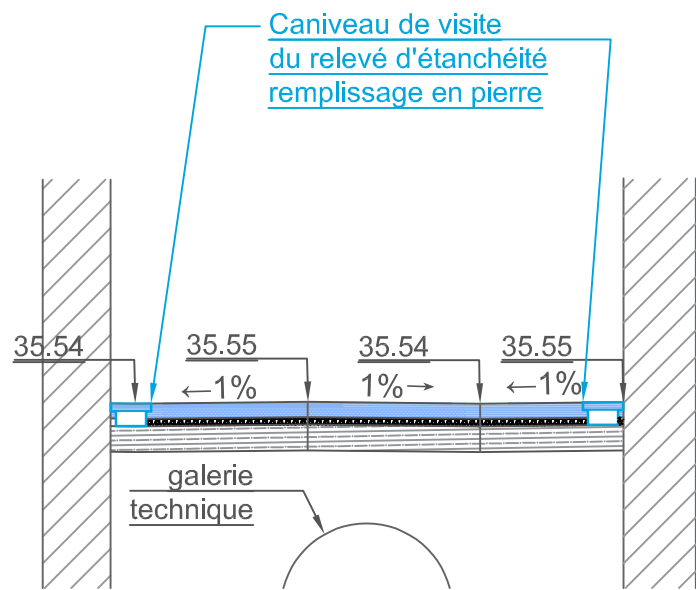 Caniveau de visite
du relevé d'étanchéité
remplissage en pierre
35.54 35.55 35.54 35.55
←1% 1%→ ←1%
galerie
technique